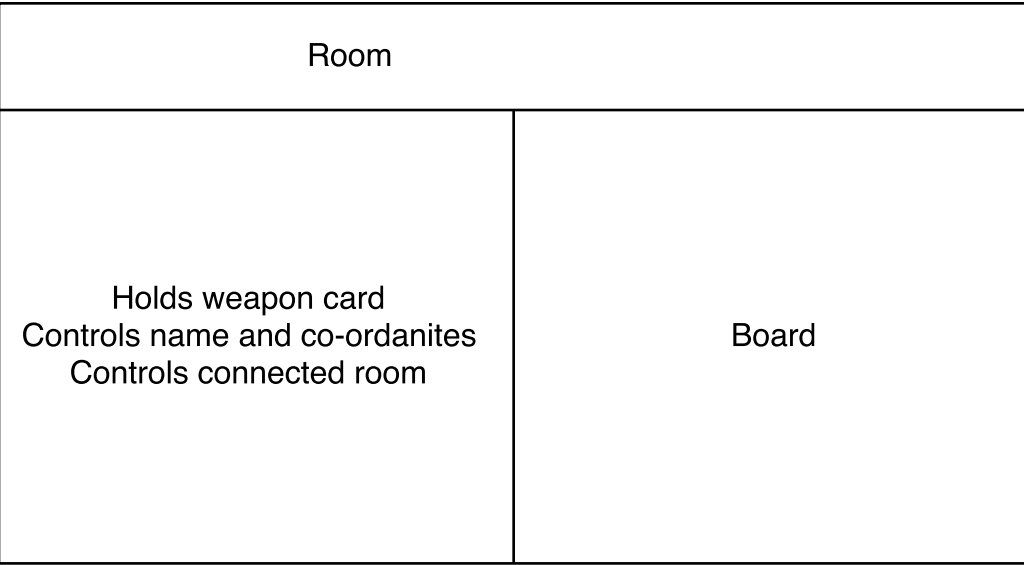 Room
Holds weapon card
Controls name and co-ordanites
Controls connected room
Board